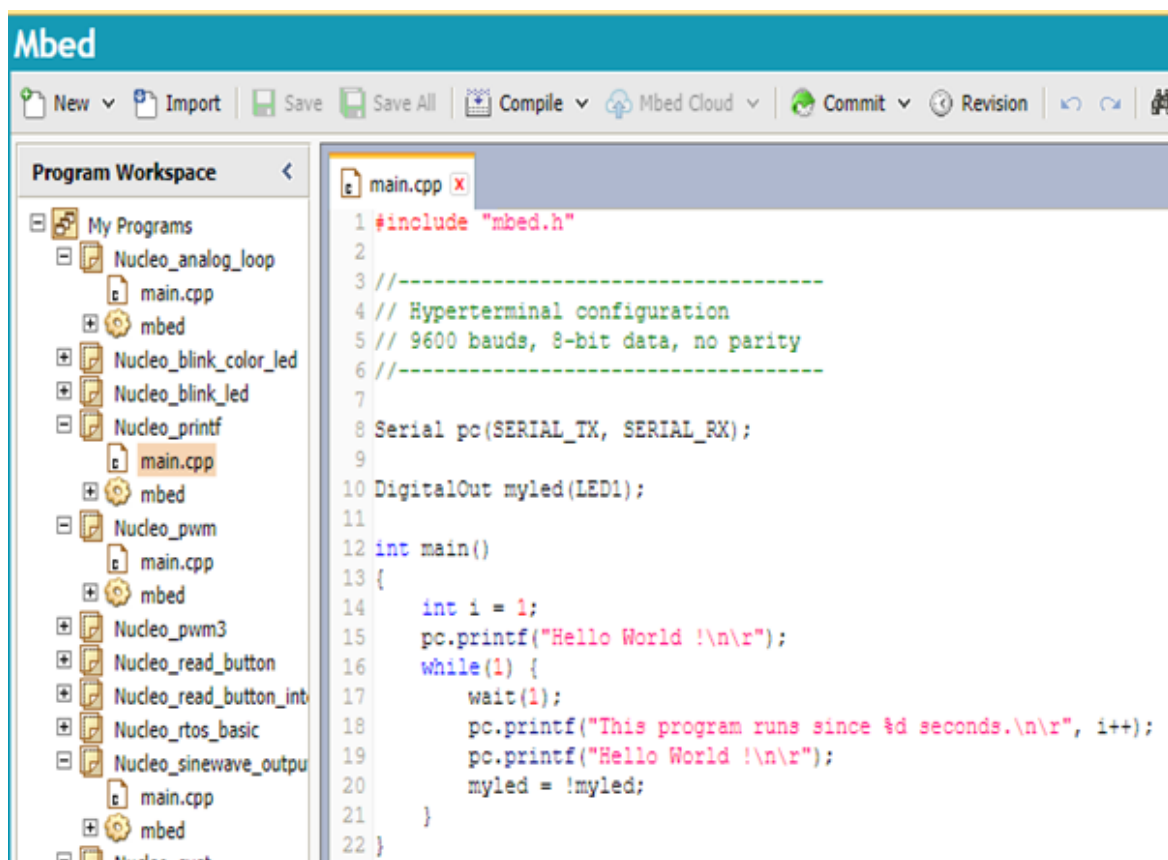 Mbed
New Import Save Save All Compile Mbed Cloud Commit Revision
Program Workspace
My Programs
Nucleo_analog_loop
main.cpp
mbed
Nucleo_blink_color_led
Nucleo_blink_led
Nucleo_printf
main.cpp
mbed
Nucleo_pwm
main.cpp
mbed
Nucleo_pwm3
Nucleo_read_button
Nucleo_read_button_int
Nucleo_rtos_basic
Nucleo_sinewave_outpu
main.cpp
mbed
main.cpp
1 #include "mbed.h"
2
3 //-----------------------------------
4 // Hyperterminal configuration
5 // 9600 bauds, 8-bit data, no parity
6 //-----------------------------------
7
8 Serial pc(SERIAL_TX, SERIAL_RX);
9
10 DigitalOut myled(LED1);
11
12 int main()
13 {
14     int i = 1;
15     pc.printf("Hello World !\n\r");
16     while(1) {
17         wait(1);
18         pc.printf("This program runs since %d seconds.\n\r", i++);
19         pc.printf("Hello World !\n\r");
20         myled = !myled;
21     }
22 }